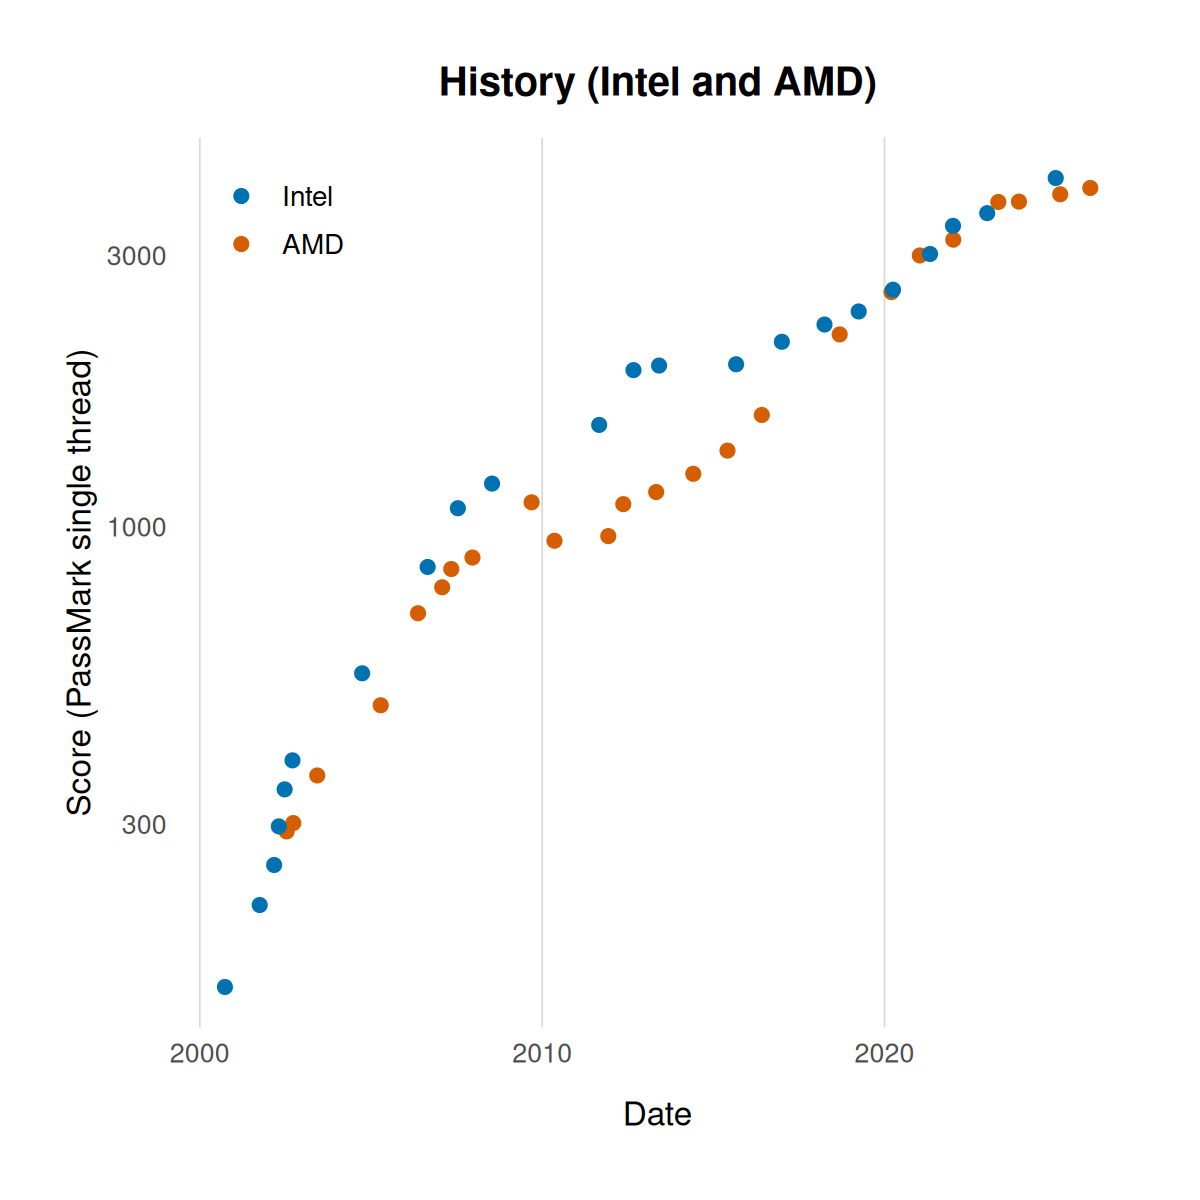 History (Intel and AMD)
Intel
AMD
3000
1000
300
Score (PassMark single thread)
2000
2010
2020
Date